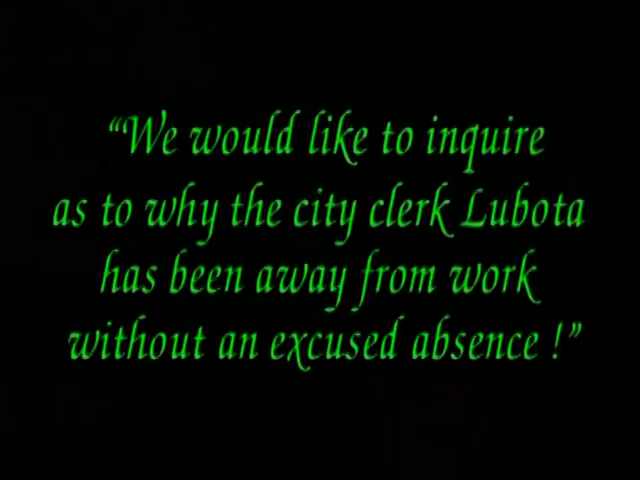 “We would like to inquire
as to why the city clerk Lubota
has been away from work
without an excused absence !”